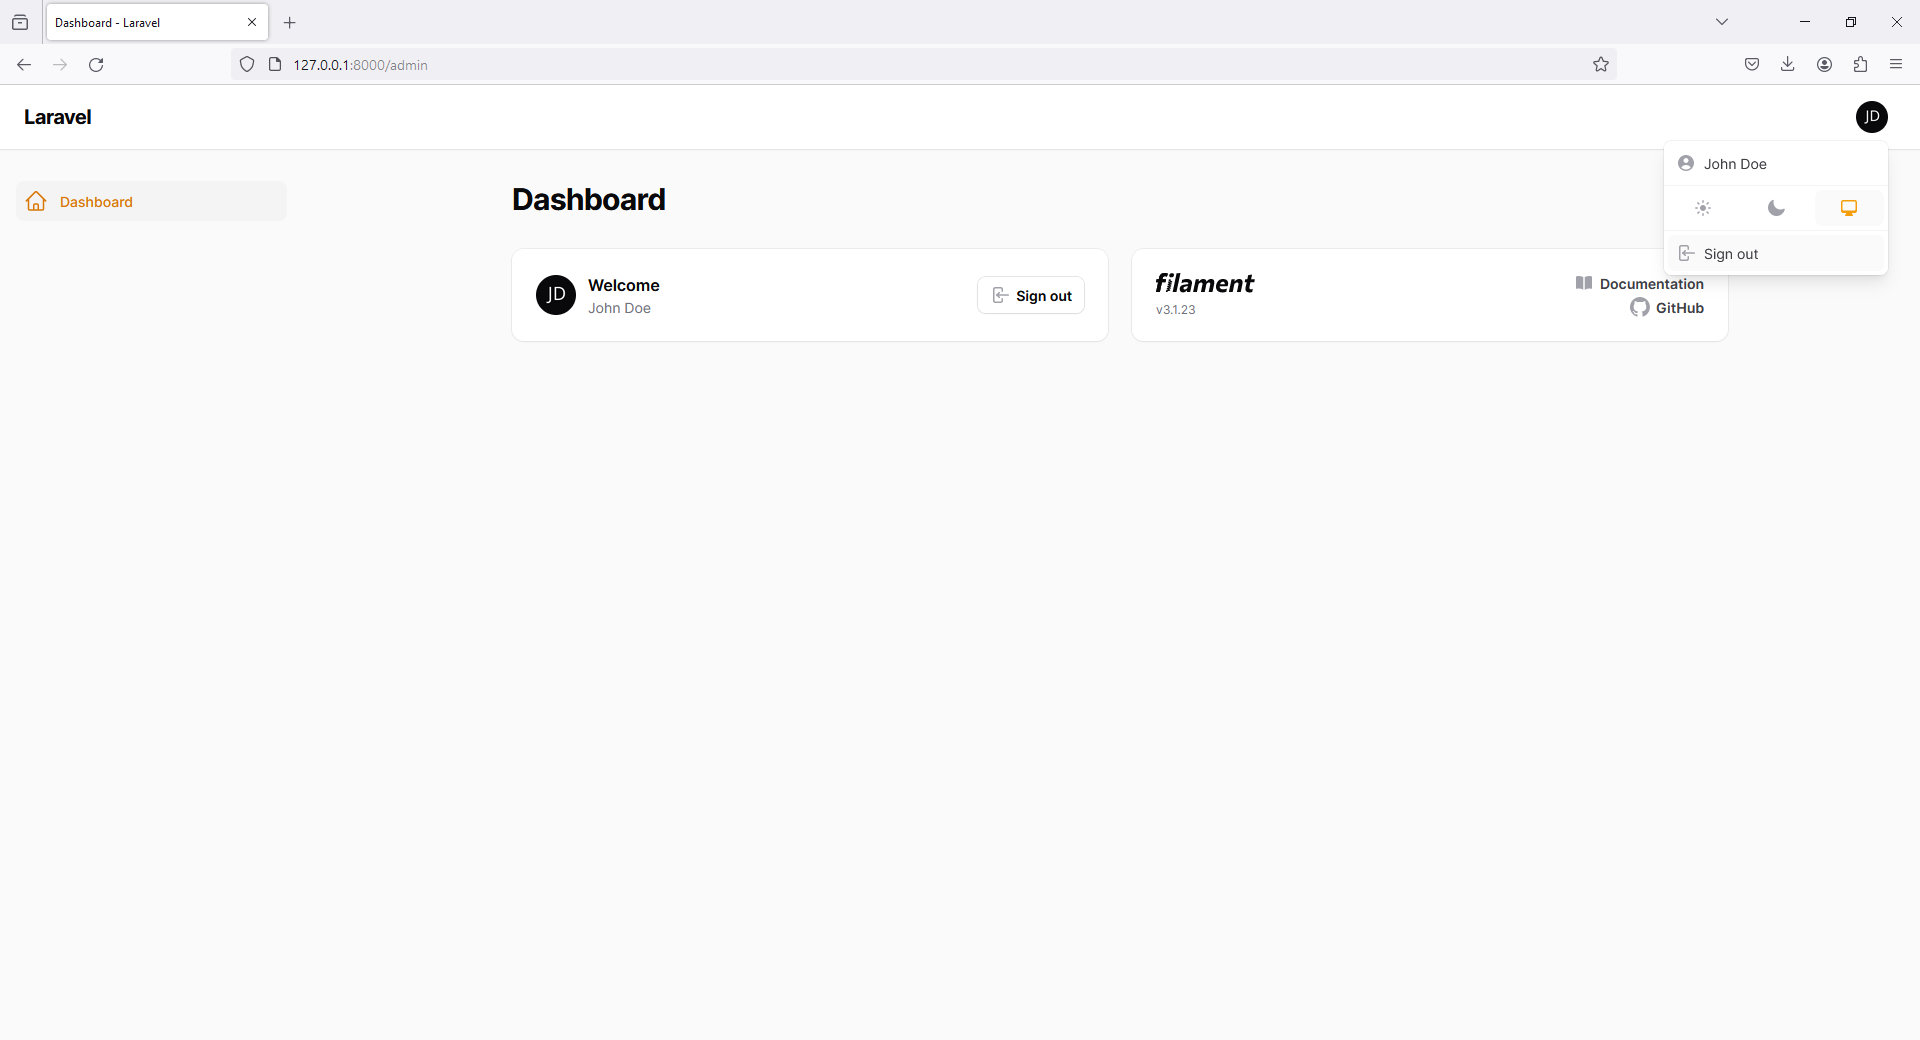 Dashboard - Laravel
127.0.0.1:8000/admin
Laravel
JD
John Doe
Sign out
Dashboard
Dashboard
JD
Welcome
John Doe
Sign out
filament
v3.1.23
Documentation
GitHub